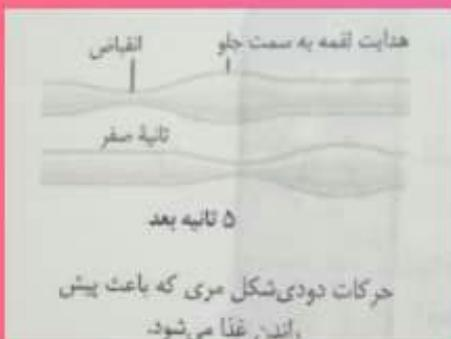 هدایت لقمه به سمت جلو
انقباض
ثانیهٔ صفر
۵ ثانیه بعد
حرکات دودی‌شکل مری که باعث پیش
راندن غذا می‌شود.